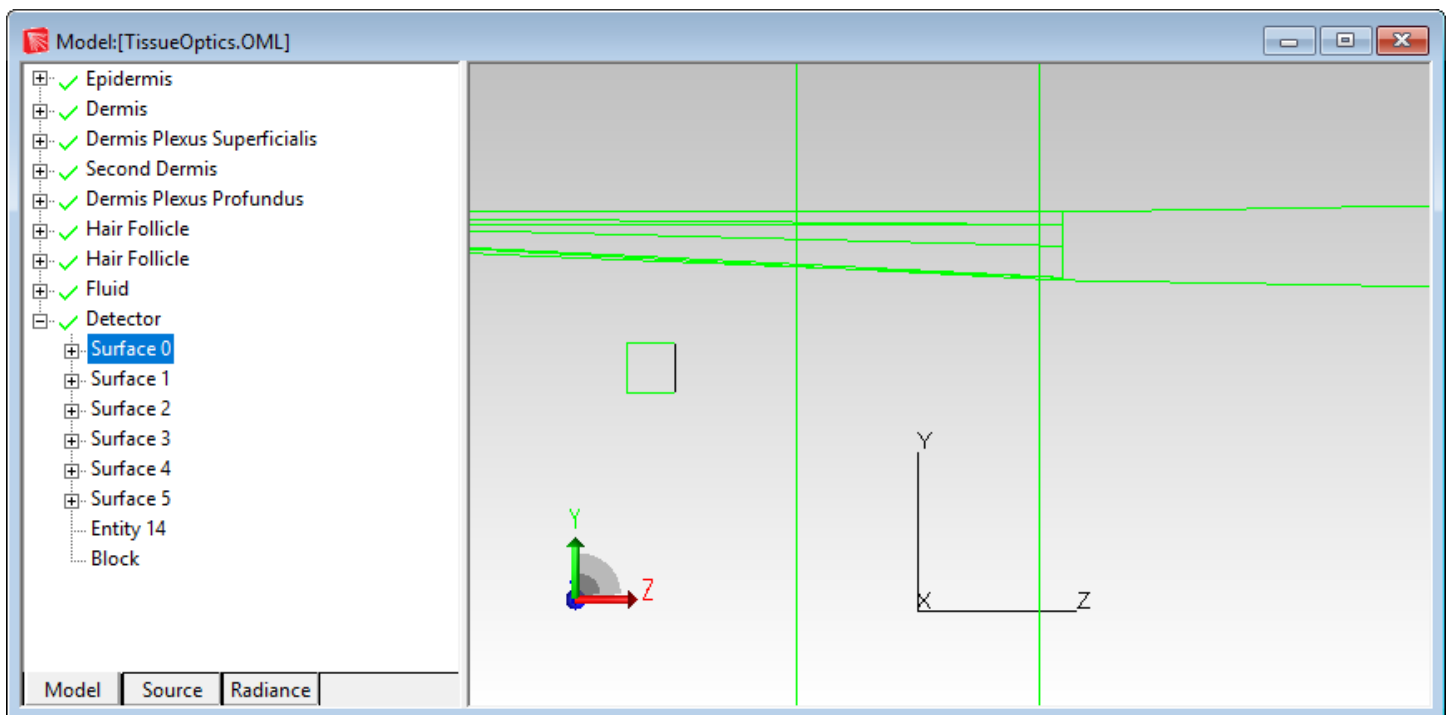 Model:[TissueOptics.OML]
Epidermis
Dermis
Dermis Plexus Superficialis
Second Dermis
Dermis Plexus Profundus
Hair Follicle
Hair Follicle
Fluid
Detector
Surface 0
Surface 1
Surface 2
Surface 3
Surface 4
Surface 5
Entity 14
Block
Model Source Radiance
Y
Z
Y
X Z